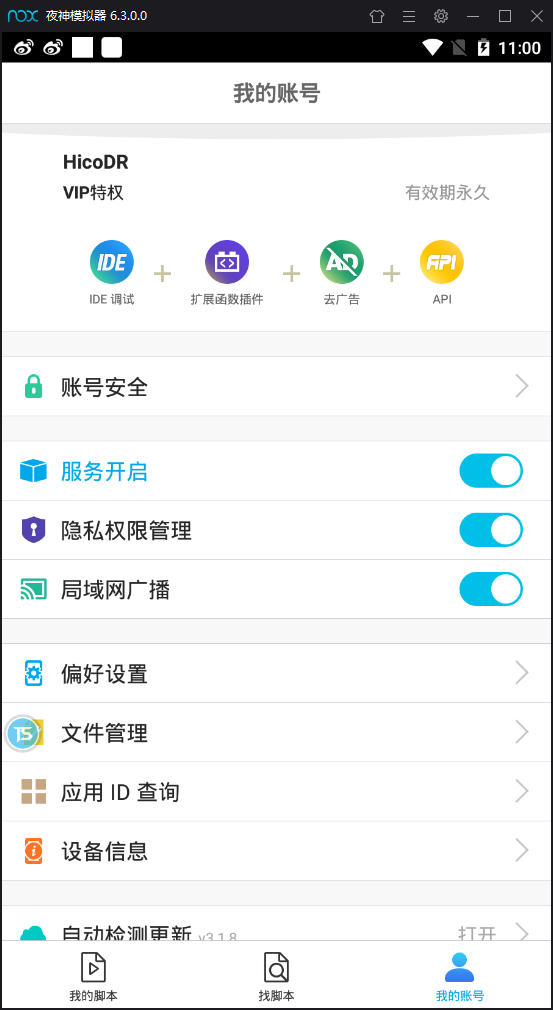 nox 夜神模拟器 6.3.0.0
11:00
我的账号
HicoDR
VIP特权 有效期永久
IDE + + AD + API
IDE 调试 扩展函数插件 去广告 API
账号安全
服务开启
隐私权限管理
局域网广播
偏好设置
TS 文件管理
应用 ID 查询
设备信息
自动检测更新 v3.1.8 打开
我的脚本 找脚本 我的账号